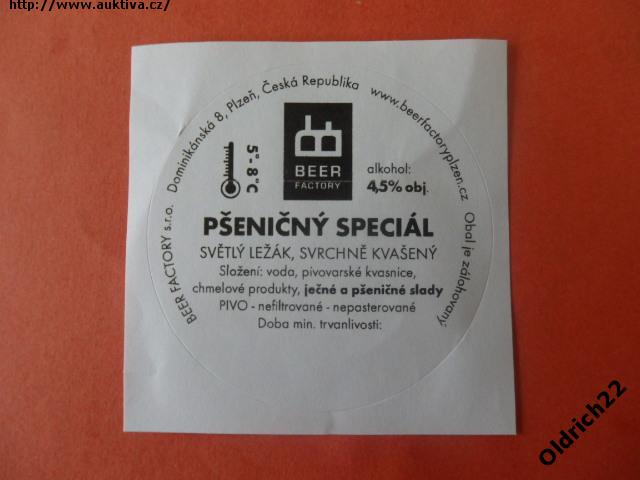 http://www.auktiva.cz/
BEER FACTORY s.r.o. Dominikánská 8, Plzeň, Česká Republika www.beerfactoryplzen.cz Obal je zálohovaný
BEER
FACTORY
5°- 8°C
alkohol:
4,5% obj.
PŠENIČNÝ SPECIÁL
SVĚTLÝ LEŽÁK, SVRCHNĚ KVAŠENÝ
Složení: voda, pivovarské kvasnice,
chmelové produkty, ječné a pšeničné slady
PIVO - nefiltrované - nepasterované
Doba min. trvanlivosti:
Oldrich22